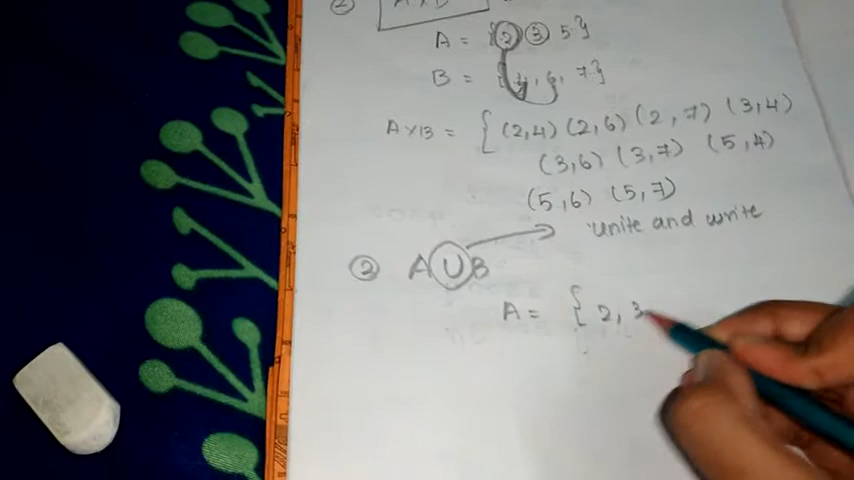 ② A×B
A = {2 3 5}
B = {4, 6, 7}
A×B = { (2,4) (2,6) (2,7) (3,4)
(3,6) (3,7) (5,4)
(5,6) (5,7)
unite and write
③ A∪B
A = { 2, 3